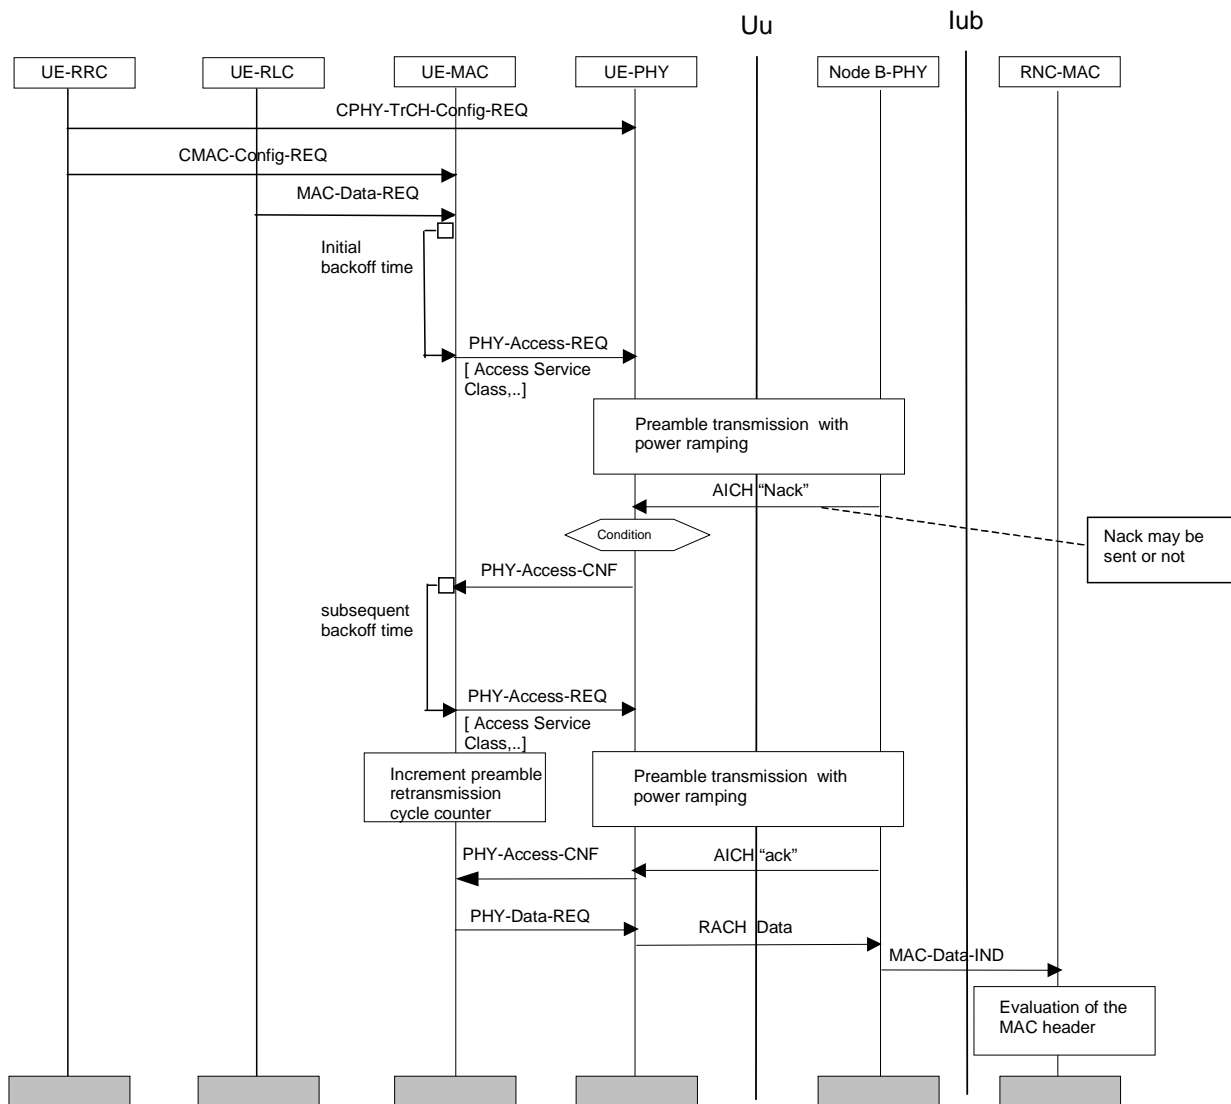 Uu
Iub
UE-RRC
UE-RLC
UE-MAC
UE-PHY
Node B-PHY
RNC-MAC
CPHY-TrCH-Config-REQ
CMAC-Config-REQ
MAC-Data-REQ
Initial
backoff time
PHY-Access-REQ
[ Access Service
Class,..]
Preamble transmission with
power ramping
AICH “Nack”
Condition
Nack may be
sent or not
PHY-Access-CNF
subsequent
backoff time
PHY-Access-REQ
[ Access Service
Class,..]
Increment preamble
retransmission
cycle counter
Preamble transmission with
power ramping
PHY-Access-CNF
AICH “ack”
PHY-Data-REQ
RACH Data
MAC-Data-IND
Evaluation of the
MAC header